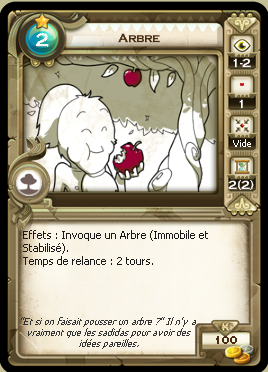 2
ARBRE
1-2
1
Vide
2(2)
Effets : Invoque un Arbre (Immobile et
Stabilisé).
Temps de relance : 2 tours.
"Et si on faisait pousser un arbre ?" Il n'y a
vraiment que les sadidas pour avoir des
idées pareilles.
K
100